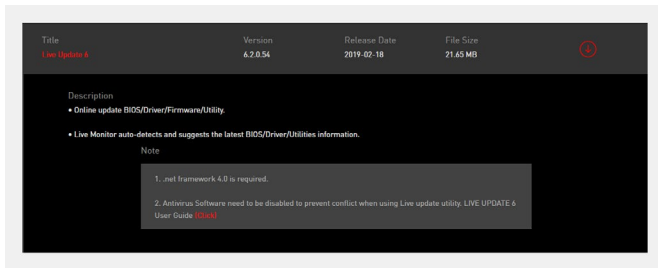 Title Version Release Date File Size
Live Update 6 6.2.0.54 2019-02-18 21.65 MB
Description
• Online update BIOS/Driver/Firmware/Utility.
• Live Monitor auto-detects and suggests the latest BIOS/Driver/Utilities information.
Note
1. .net framework 4.0 is required.
2. Antivirus Software need to be disabled to prevent conflict when using Live update utility. LIVE UPDATE 6
User Guide (Click)